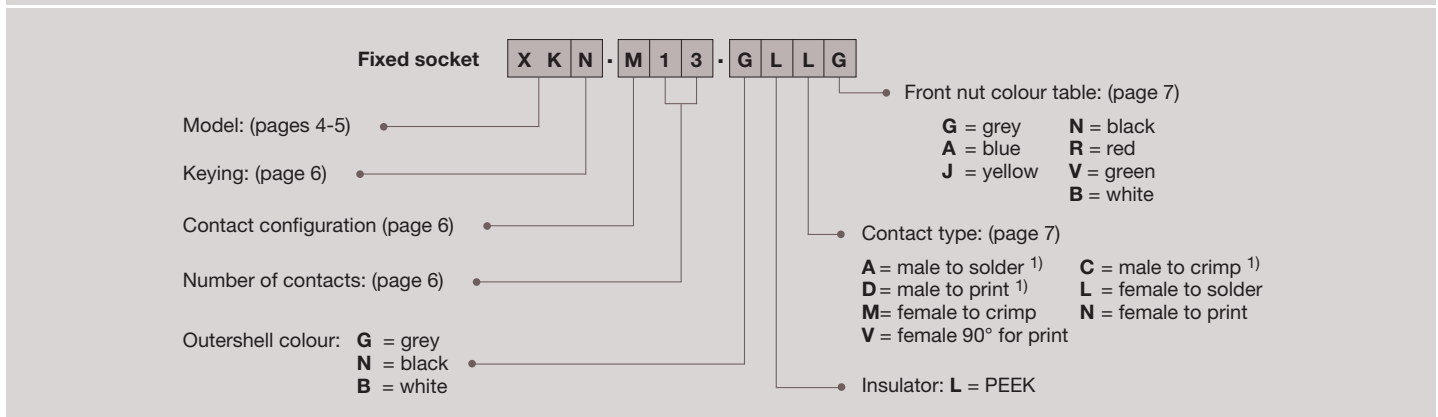 Fixed socket X K N . M 1 3 . G L L G
Model: (pages 4-5)
Keying: (page 6)
Contact configuration (page 6)
Number of contacts: (page 6)
Outershell colour: G = grey
N = black
B = white
Front nut colour table: (page 7)
G = grey N = black
A = blue R = red
J = yellow V = green
B = white
Contact type: (page 7)
A = male to solder 1) C = male to crimp 1)
D = male to print 1) L = female to solder
M= female to crimp N = female to print
V = female 90° for print
Insulator: L = PEEK